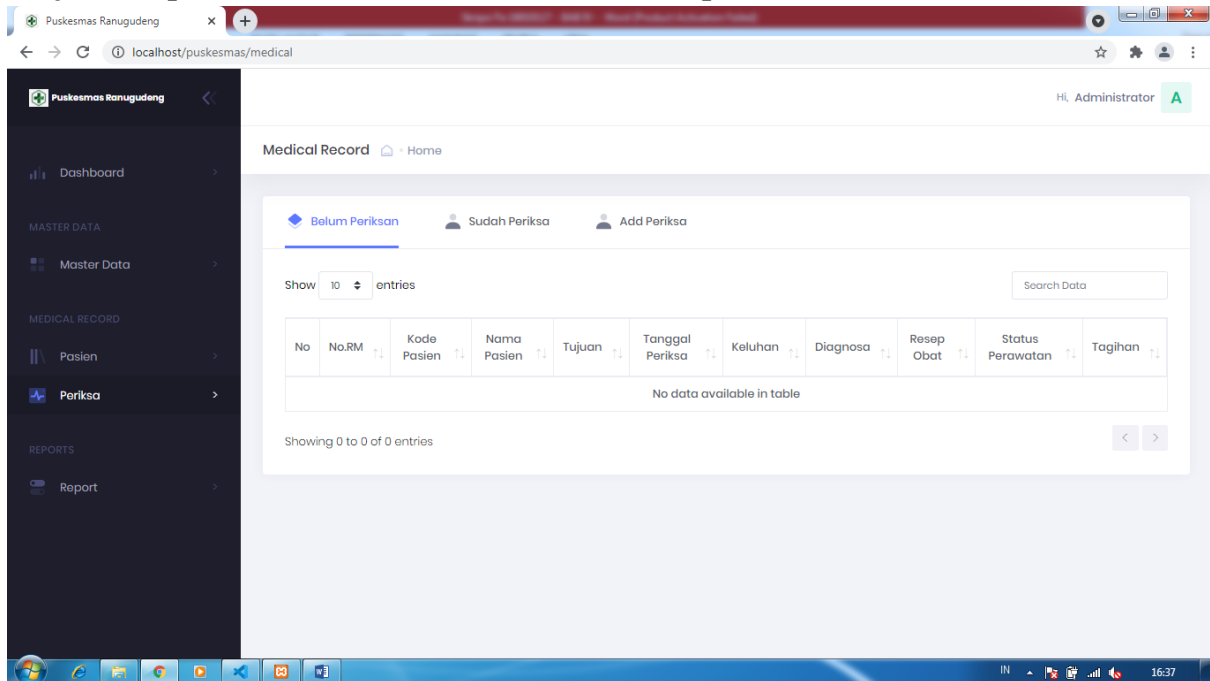 Puskesmas Ranugudeng
localhost/puskesmas/medical
Puskesmas Ranugudeng
Hi, Administrator A
Medical Record - Home
Dashboard
MASTER DATA
Master Data
MEDICAL RECORD
Pasien
Periksa
REPORTS
Report
Belum Periksan Sudah Periksa Add Periksa
Show 10 entries
Search Data
No No.RM Kode Pasien Nama Pasien Tujuan Tanggal Periksa Keluhan Diagnosa Resep Obat Status Perawatan Tagihan
No data available in table
Showing 0 to 0 of 0 entries
IN 16:37